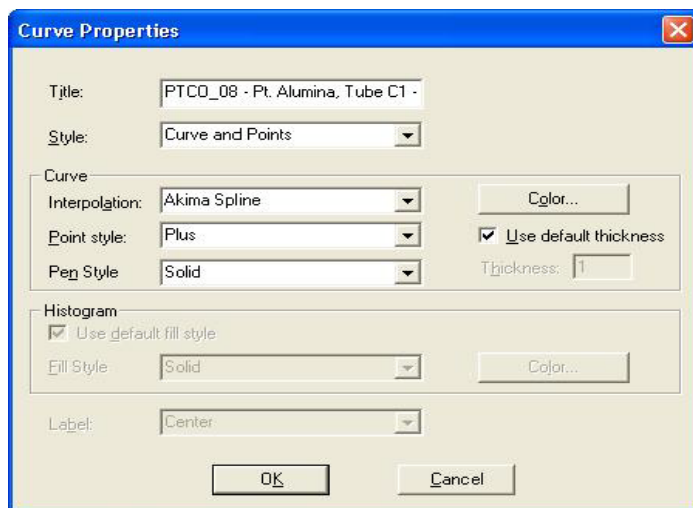 Curve Properties
Title: PTCO_08 - Pt. Alumina, Tube C1 -
Style: Curve and Points
Curve
Interpolation: Akima Spline Color...
Point style: Plus Use default thickness
Pen Style Solid Thickness: 1
Histogram
Use default fill style
Fill Style Solid Color...
Label: Center
OK Cancel